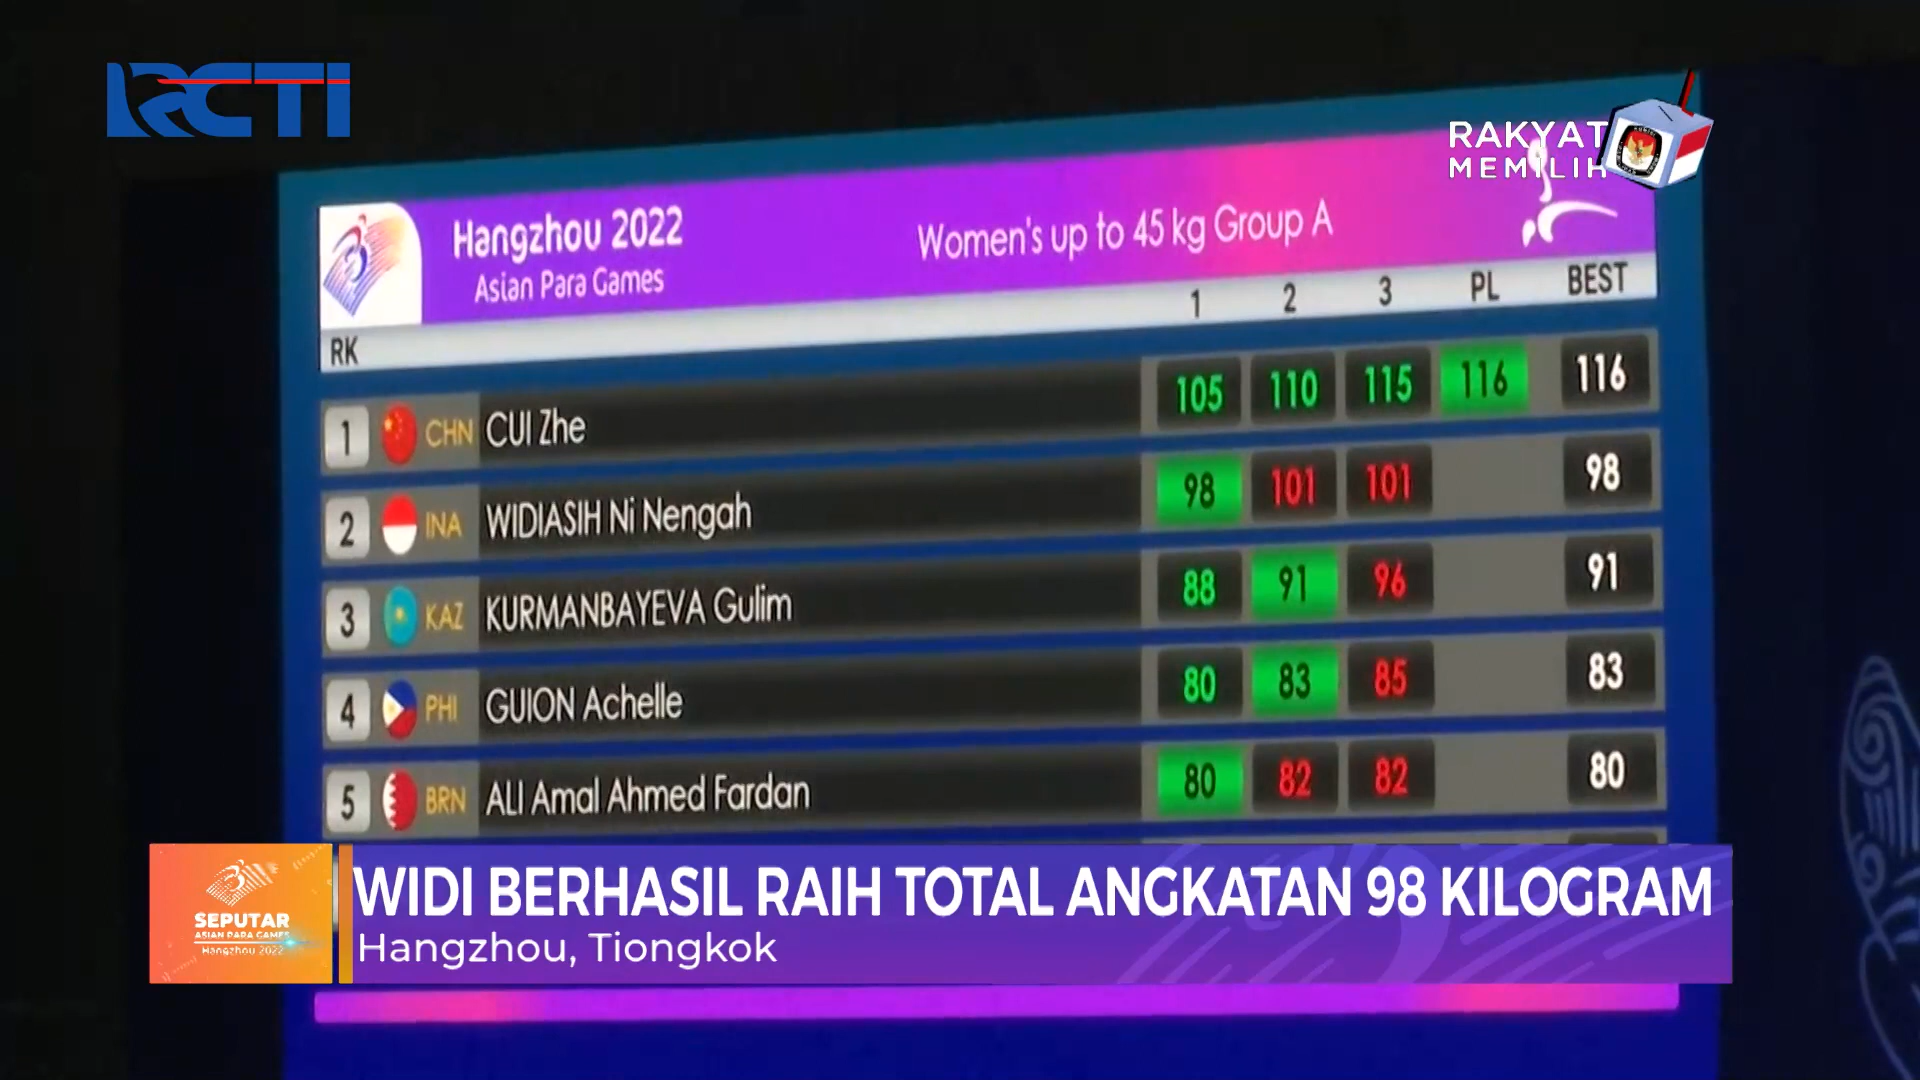 RCTI
RAKYAT
MEMILIH
Hangzhou 2022
Asian Para Games
Women's up to 45 kg Group A
RK 1 2 3 PL BEST
1 CHN CUI Zhe 105 110 115 116 116
2 INA WIDIASIH Ni Nengah 98 101 101 98
3 KAZ KURMANBAYEVA Gulim 88 91 96 91
4 PHI GUION Achelle 80 83 85 83
5 BRN ALI Amal Ahmed Fardan 80 82 82 80
SEPUTAR
ASIAN PARA GAMES
Hangzhou 2022
WIDI BERHASIL RAIH TOTAL ANGKATAN 98 KILOGRAM
Hangzhou, Tiongkok